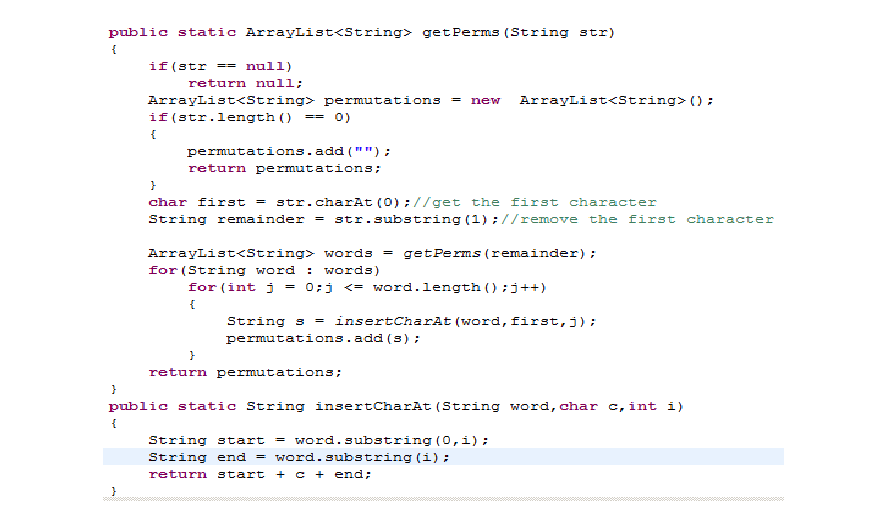 public static ArrayList<String> getPerms(String str)
{
    if(str == null)
        return null;
    ArrayList<String> permutations = new  ArrayList<String>();
    if(str.length() == 0)
    {
        permutations.add("");
        return permutations;
    }
    char first = str.charAt(0);//get the first character
    String remainder = str.substring(1);//remove the first character

    ArrayList<String> words = getPerms(remainder);
    for(String word : words)
        for(int j = 0;j <= word.length();j++)
        {
            String s = insertCharAt(word,first,j);
            permutations.add(s);
        }
    return permutations;
}
public static String insertCharAt(String word,char c,int i)
{
    String start = word.substring(0,i);
    String end = word.substring(i);
    return start + c + end;
}